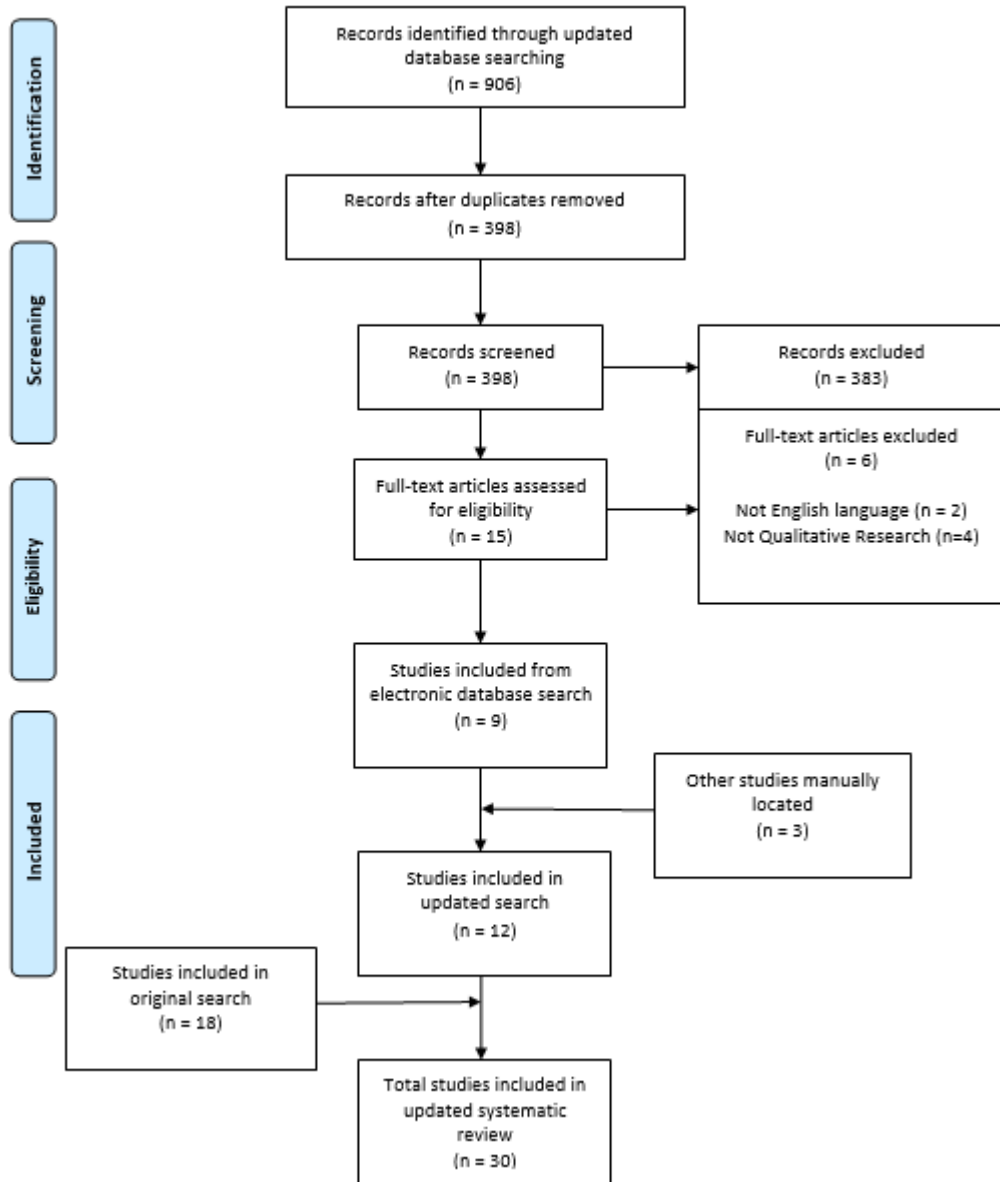 Identification
Records identified through updated
database searching
(n = 906)
Records after duplicates removed
(n = 398)
Screening
Records screened
(n = 398)
Records excluded
(n = 383)
Eligibility
Full-text articles assessed
for eligibility
(n = 15)
Full-text articles excluded
(n = 6)
Not English language (n = 2)
Not Qualitative Research (n=4)
Studies included from
electronic database search
(n = 9)
Included
Other studies manually
located
(n = 3)
Studies included in
updated search
(n = 12)
Studies included in
original search
(n = 18)
Total studies included in
updated systematic
review
(n = 30)